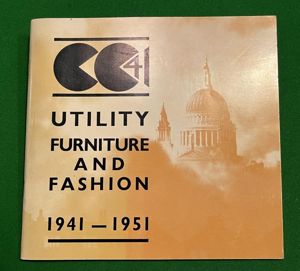 CC41
UTILITY
FURNITURE
AND
FASHION
1941 — 1951